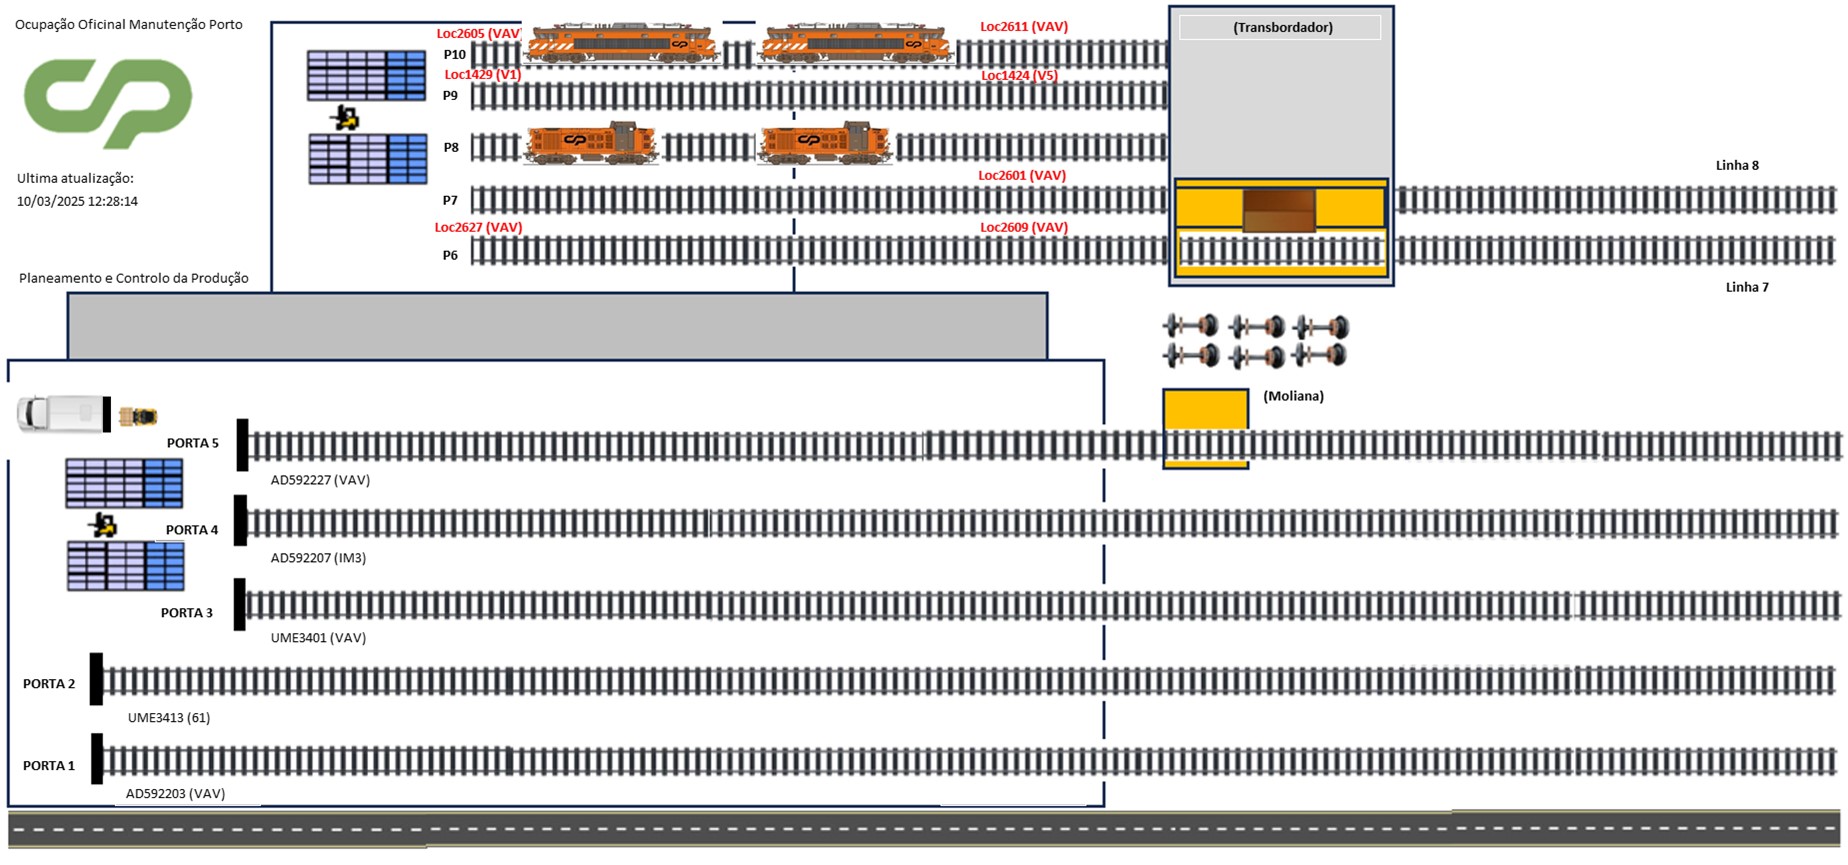 Ocupação Oficinal Manutenção Porto
cp
Ultima atualização:
10/03/2025 12:28:14
Planeamento e Controlo da Produção
Loc2605 (VAV)
Loc2611 (VAV)
P10
Loc1429 (V1)
Loc1424 (V5)
P9
P8
Loc2601 (VAV)
P7
Loc2627 (VAV)
Loc2609 (VAV)
P6
(Transbordador)
Linha 8
Linha 7
(Moliana)
PORTA 5
AD592227 (VAV)
PORTA 4
AD592207 (IM3)
PORTA 3
UME3401 (VAV)
PORTA 2
UME3413 (61)
PORTA 1
AD592203 (VAV)